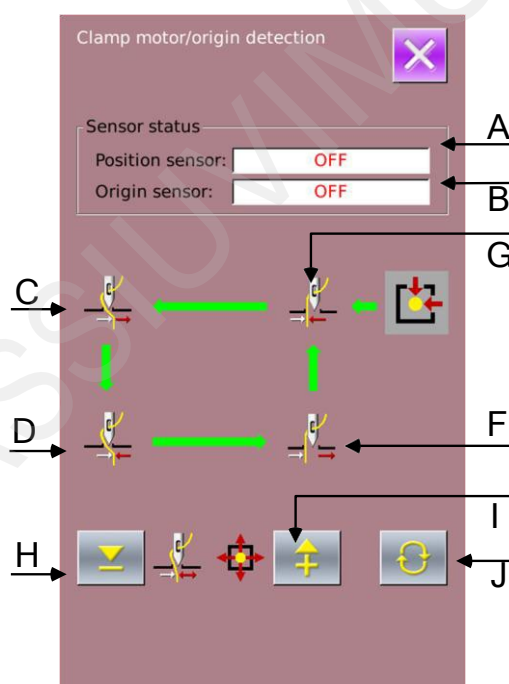 Clamp motor/origin detection
Sensor status
A
Position sensor: OFF
Origin sensor: OFF
B
G
C
D
F
I
H
J